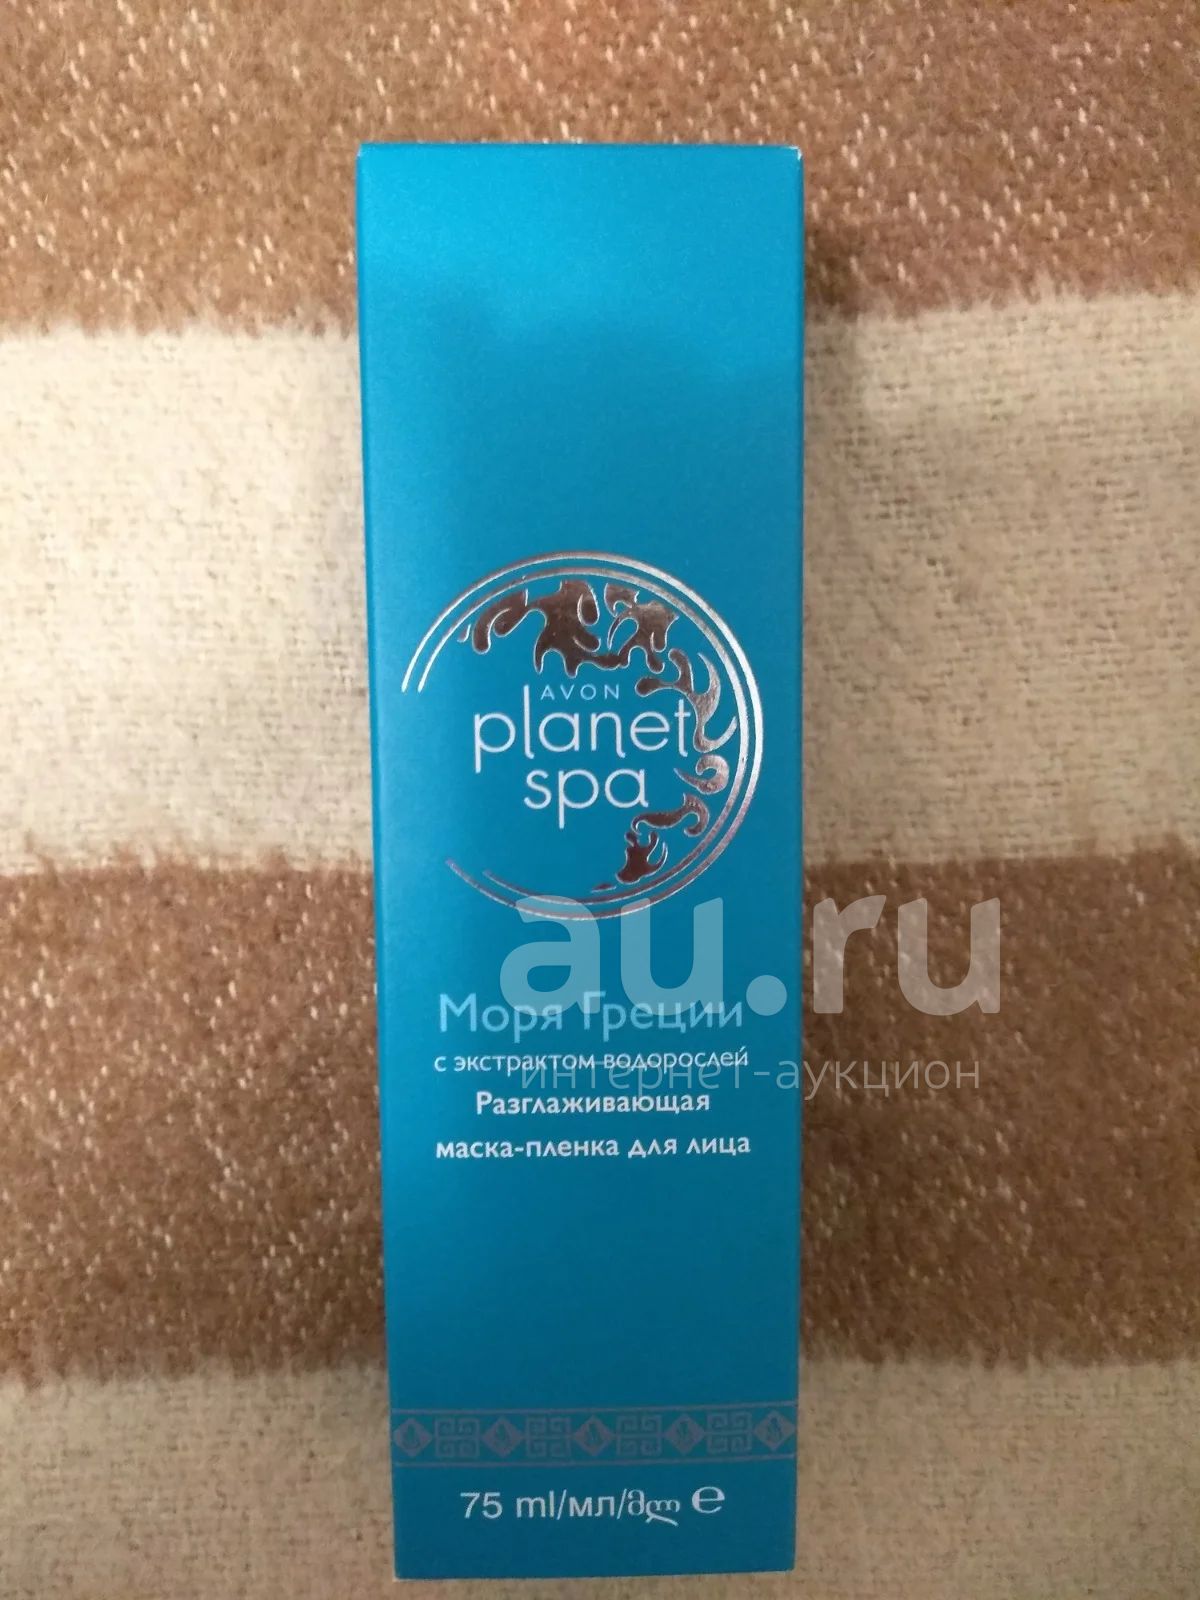 AVON
planet
spa
au.ru
Моря Греции
с экстрактом водорослей
интернет-аукцион
Разглаживающая
маска-пленка для лица
75 ml/мл/მლ e